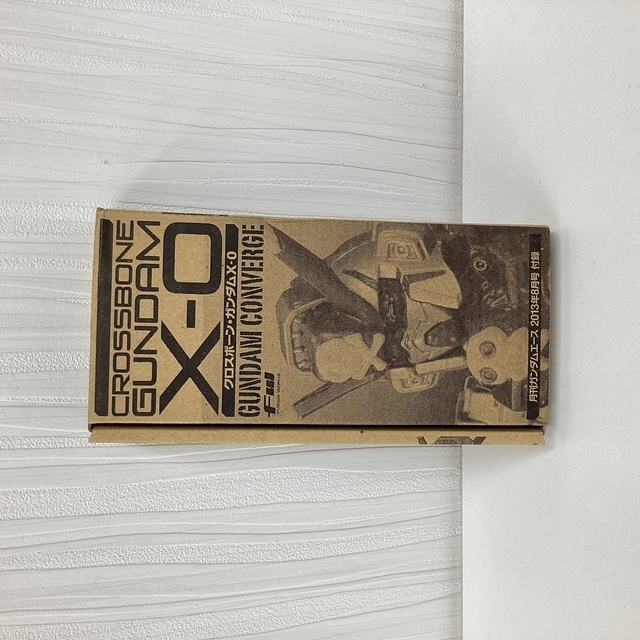 CROSSBONE
GUNDAM
X-0
クロスボーン・ガンダムX-0
GUNDAM CONVERGE
FW
月刊ガンダムエース 2013年8月号 付録